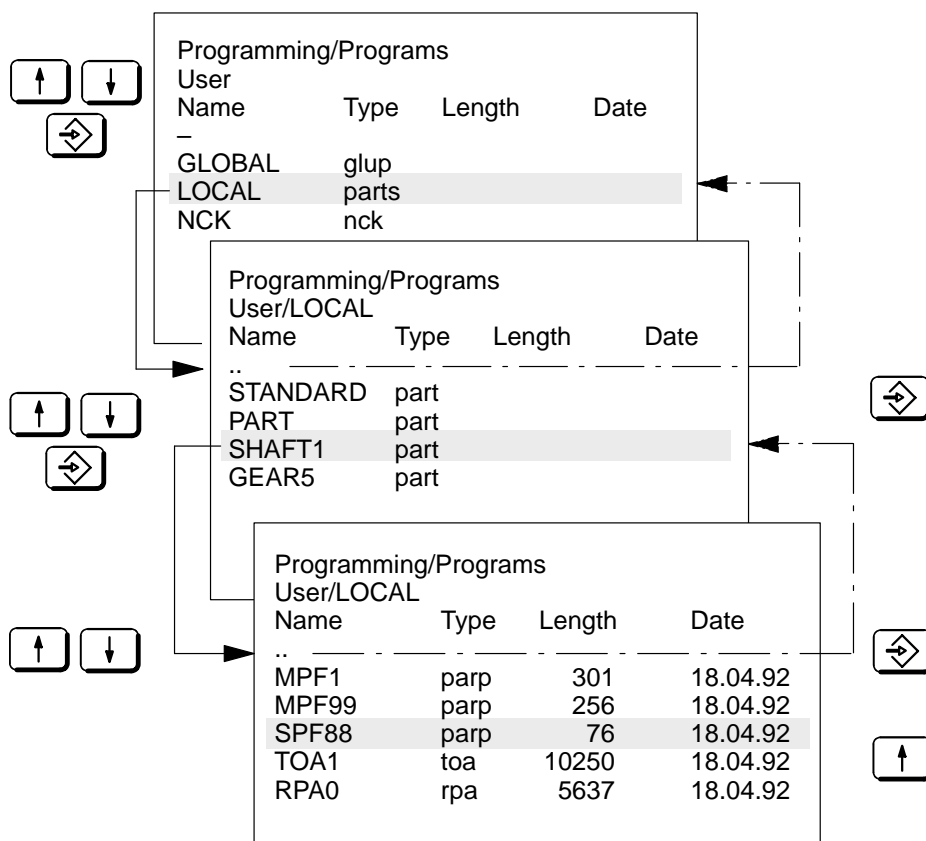 Programming/Programs
User
Name Type Length Date
–
GLOBAL glup
LOCAL parts
NCK nck
Programming/Programs
User/LOCAL
Name Type Length Date
..
STANDARD part
PART part
SHAFT1 part
GEAR5 part
Programming/Programs
User/LOCAL
Name Type Length Date
..
MPF1 parp 301 18.04.92
MPF99 parp 256 18.04.92
SPF88 parp 76 18.04.92
TOA1 toa 10250 18.04.92
RPA0 rpa 5637 18.04.92